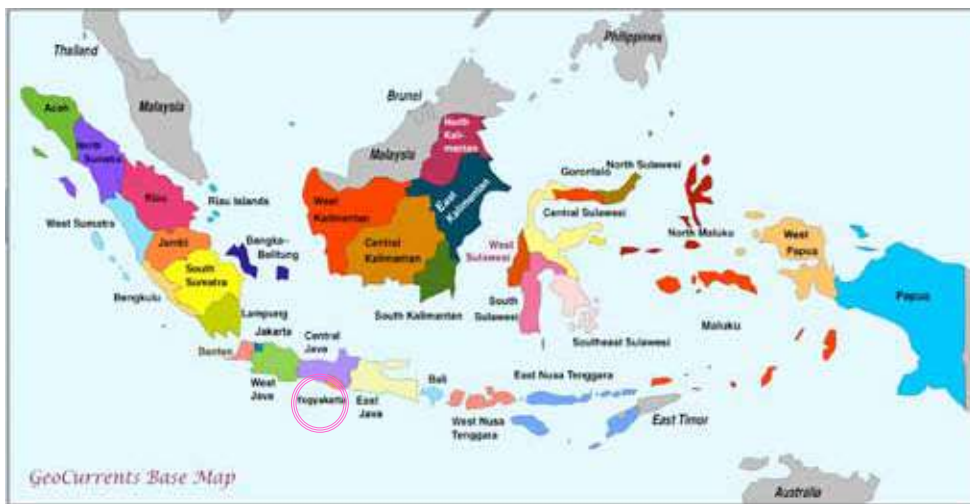 Philippines
Thailand
Brunei
Malaysia
Aceh
North
Sumatra
North
Kali-
mantan
Malaysia
Gorontalo
North Sulawesi
Riau
Riau Islands
West
Kalimantan
East
Kalimantan
Central Sulawesi
West Sumatra
North Maluku
West
Papua
Jambi
Bangka-
Belitung
Central
Kalimantan
West
Sulawesi
South
Sumatra
Bengkulu
Papua
Lampung
South Kalimantan
South
Sulawesi
Maluku
Jakarta
Central
Java
Southeast Sulawesi
Banten
West
Java
Yogyakarta
East
Java
Bali
East Nusa Tenggara
West Nusa
Tenggara
East Timor
GeoCurrents Base Map
Australia